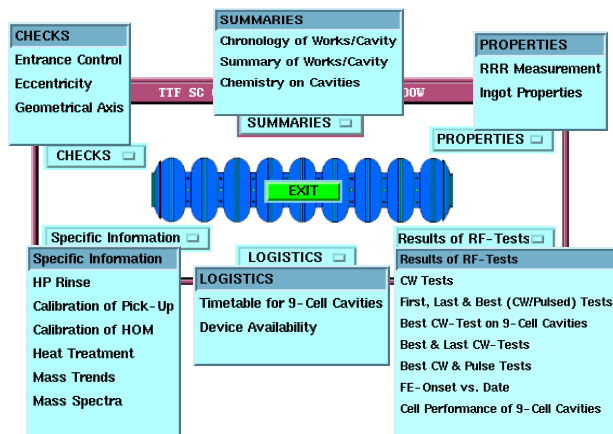 SUMMARIES
Chronology of Works/Cavity
Summary of Works/Cavity
Chemistry on Cavities
CHECKS
Entrance Control
Eccentricity
Geometrical Axis
PROPERTIES
RRR Measurement
Ingot Properties
TTF SC
SUMMARIES
PROPERTIES
CHECKS
EXIT
Specific Information
LOGISTICS
Results of RF-Tests
Specific Information
HP Rinse
Calibration of Pick-Up
Calibration of HOM
Heat Treatment
Mass Trends
Mass Spectra
LOGISTICS
Timetable for 9-Cell Cavities
Device Availability
Results of RF-Tests
CW Tests
First, Last & Best (CW/Pulsed) Tests
Best CW-Test on 9-Cell Cavities
Best & Last CW-Tests
Best CW & Pulse Tests
FE-Onset vs. Date
Cell Performance of 9-Cell Cavities